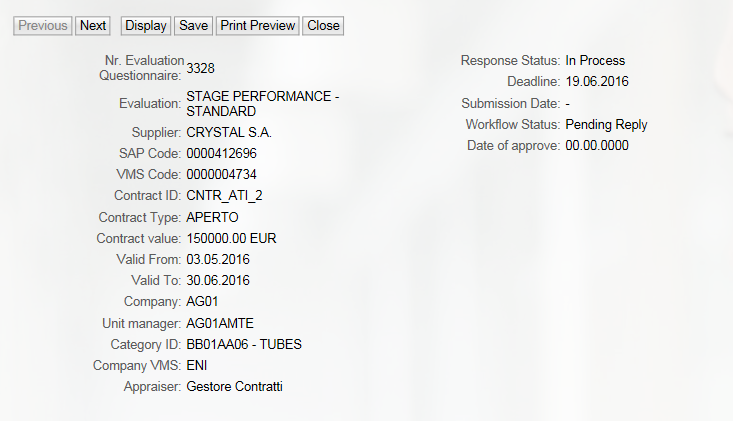 Previous Next Display Save Print Preview Close
Nr. Evaluation
Questionnaire: 3328
Evaluation: STAGE PERFORMANCE -
STANDARD
Supplier: CRYSTAL S.A.
SAP Code: 0000412696
VMS Code: 0000004734
Contract ID: CNTR_ATI_2
Contract Type: APERTO
Contract value: 150000.00 EUR
Valid From: 03.05.2016
Valid To: 30.06.2016
Company: AG01
Unit manager: AG01AMTE
Category ID: BB01AA06 - TUBES
Company VMS: ENI
Appraiser: Gestore Contratti
Response Status: In Process
Deadline: 19.06.2016
Submission Date: -
Workflow Status: Pending Reply
Date of approve: 00.00.0000